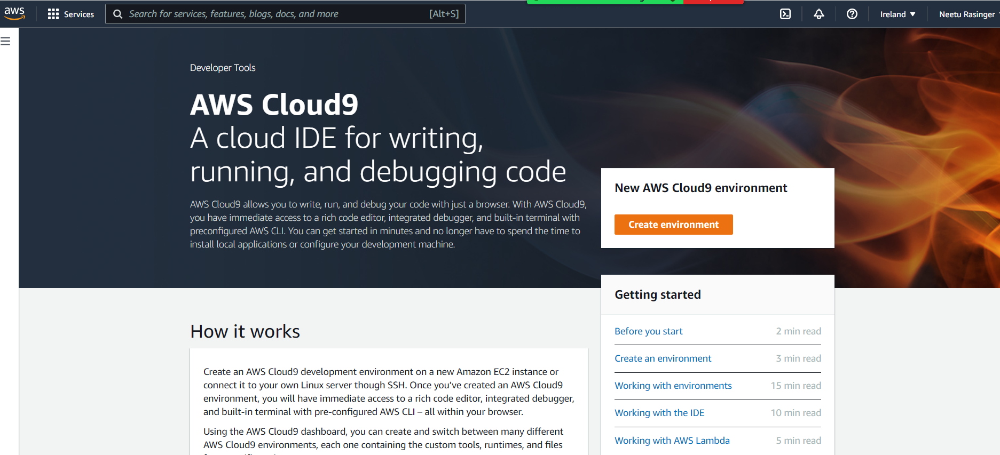 aws
Services
Search for services, features, blogs, docs, and more
[Alt+S]
Ireland ▼
Neetu Rasinger
Developer Tools
AWS Cloud9
A cloud IDE for writing,
running, and debugging code
AWS Cloud9 allows you to write, run, and debug your code with just a browser. With AWS Cloud9,
you have immediate access to a rich code editor, integrated debugger, and built-in terminal with
preconfigured AWS CLI. You can get started in minutes and no longer have to spend the time to
install local applications or configure your development machine.
New AWS Cloud9 environment
Create environment
Getting started
Before you start 2 min read
Create an environment 3 min read
Working with environments 15 min read
Working with the IDE 10 min read
Working with AWS Lambda 5 min read
How it works
Create an AWS Cloud9 development environment on a new Amazon EC2 instance or
connect it to your own Linux server though SSH. Once you’ve created an AWS Cloud9
environment, you will have immediate access to a rich code editor, integrated debugger,
and built-in terminal with pre-configured AWS CLI – all within your browser.
Using the AWS Cloud9 dashboard, you can create and switch between many different
AWS Cloud9 environments, each one containing the custom tools, runtimes, and files